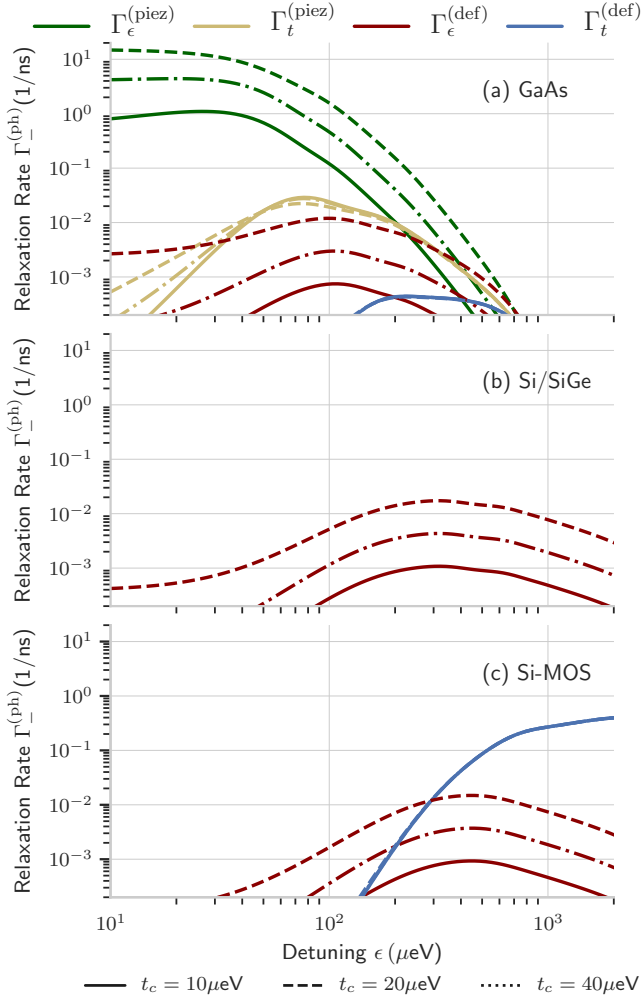 Γ_ϵ^(piez) Γ_t^(piez) Γ_ϵ^(def) Γ_t^(def)
(a) GaAs
Relaxation Rate Γ_−^(ph) (1/ns)
10^1
10^0
10^−1
10^−2
10^−3
(b) Si/SiGe
Relaxation Rate Γ_−^(ph) (1/ns)
10^1
10^0
10^−1
10^−2
10^−3
(c) Si-MOS
Relaxation Rate Γ_−^(ph) (1/ns)
10^1
10^0
10^−1
10^−2
10^−3
10^1 10^2 10^3
Detuning ϵ (μeV)
t_c = 10μeV t_c = 20μeV t_c = 40μeV